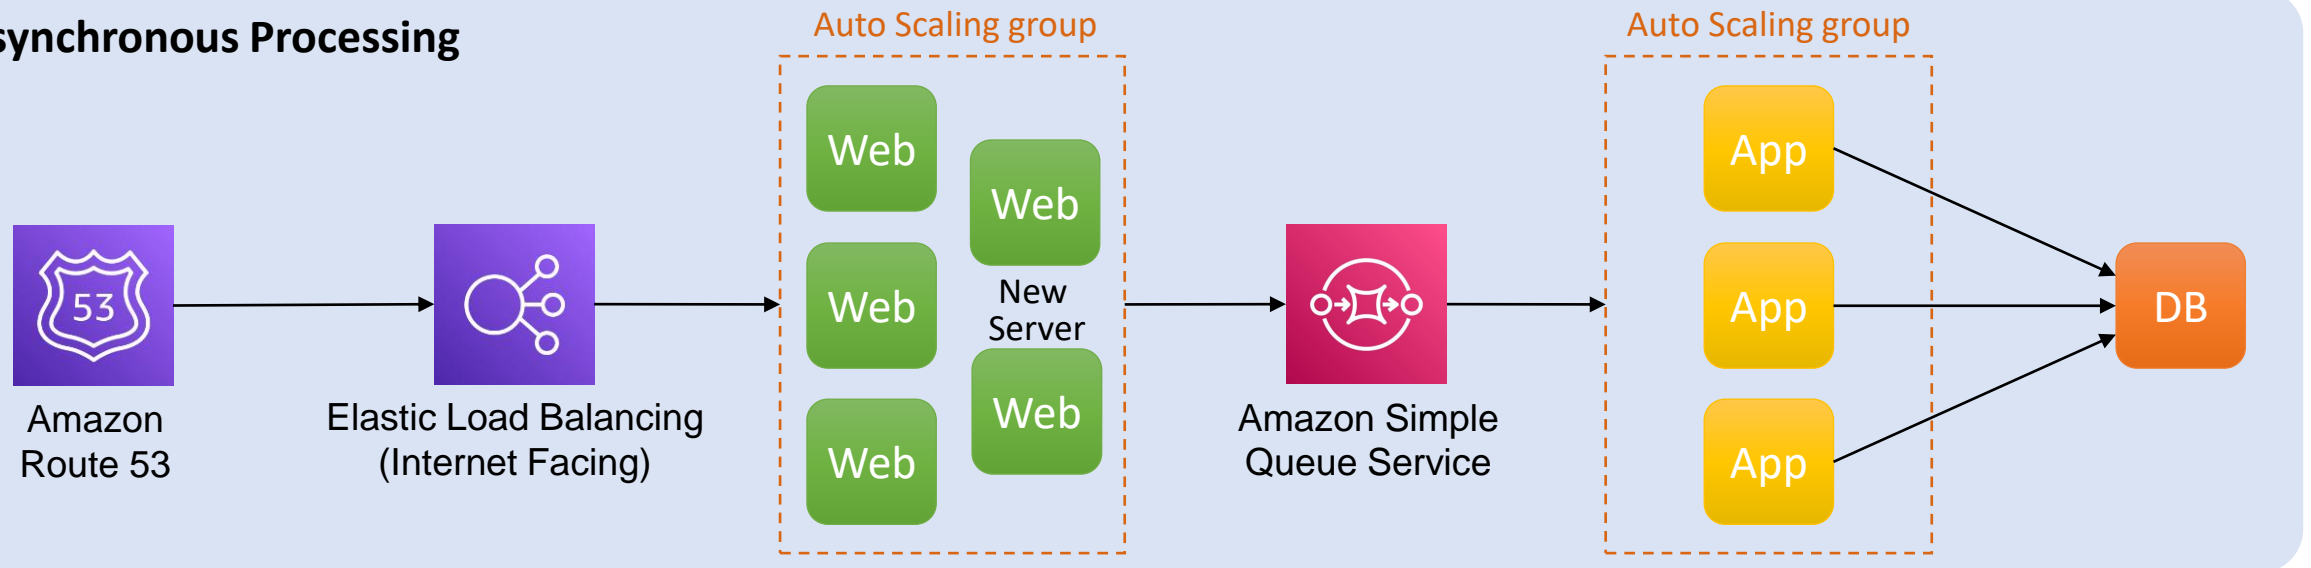 synchronous Processing
Auto Scaling group
Auto Scaling group
Web
Web
Web
Web
New
Server
Web
App
App
App
DB
53
Amazon
Route 53
Elastic Load Balancing
(Internet Facing)
Amazon Simple
Queue Service